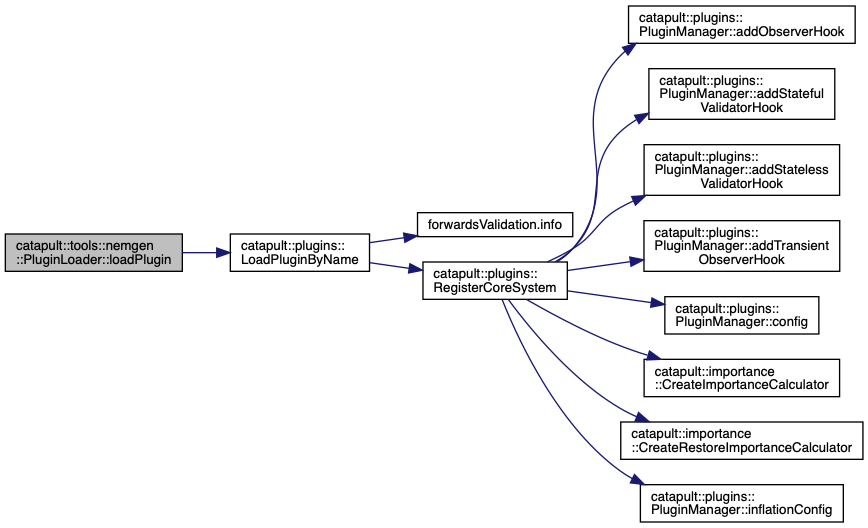 catapult::tools::nemgen
::PluginLoader::loadPlugin
catapult::plugins::
LoadPluginByName
forwardsValidation.info
catapult::plugins::
RegisterCoreSystem
catapult::plugins::
PluginManager::addObserverHook
catapult::plugins::
PluginManager::addStateful
ValidatorHook
catapult::plugins::
PluginManager::addStateless
ValidatorHook
catapult::plugins::
PluginManager::addTransient
ObserverHook
catapult::plugins::
PluginManager::config
catapult::importance
::CreateImportanceCalculator
catapult::importance
::CreateRestoreImportanceCalculator
catapult::plugins::
PluginManager::inflationConfig